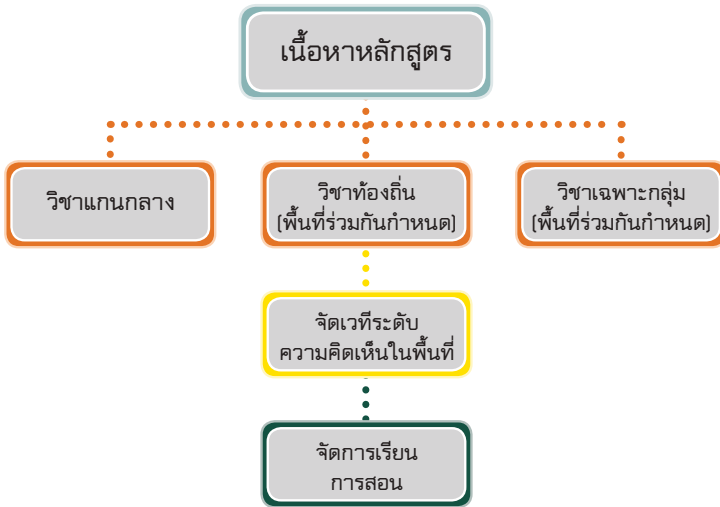 เนื้อหาหลักสูตร
วิชาแกนกลาง
วิชาท้องถิ่น
(พื้นที่ร่วมกันกำหนด)
วิชาเฉพาะกลุ่ม
(พื้นที่ร่วมกันกำหนด)
จัดเวทีระดับ
ความคิดเห็นในพื้นที่
จัดการเรียน
การสอน